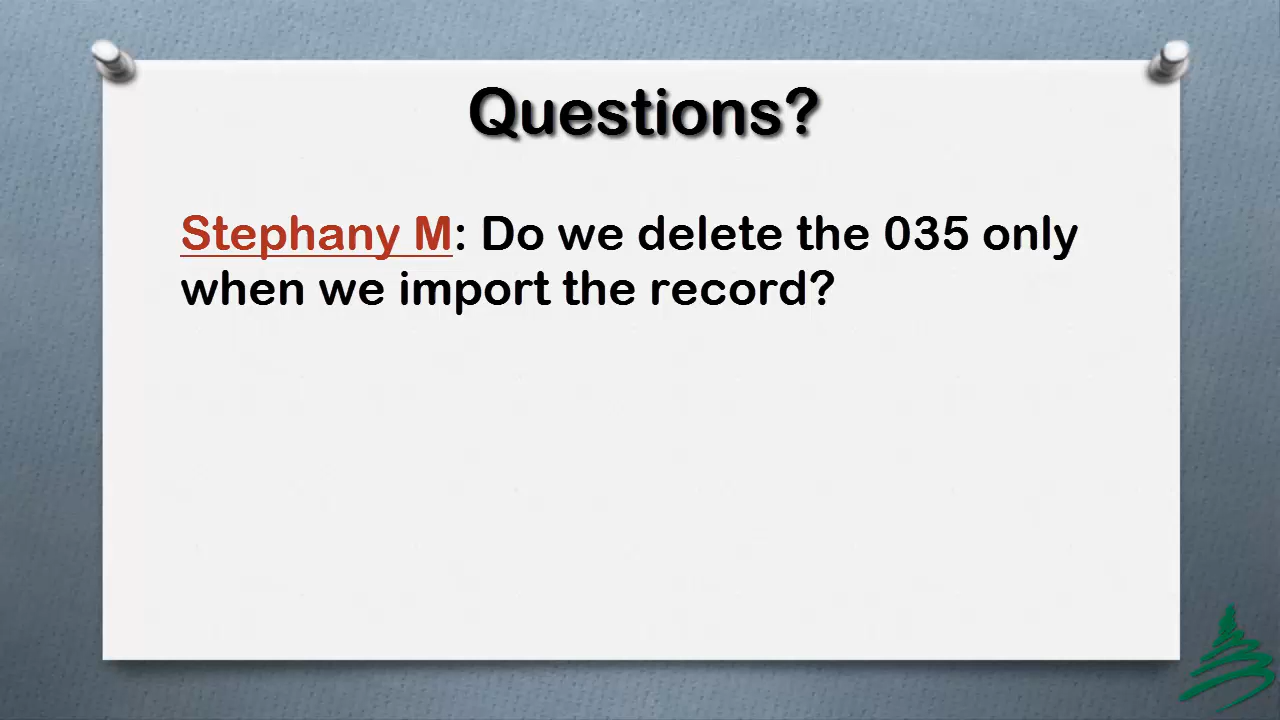 Questions?
Stephany M: Do we delete the 035 only
when we import the record?